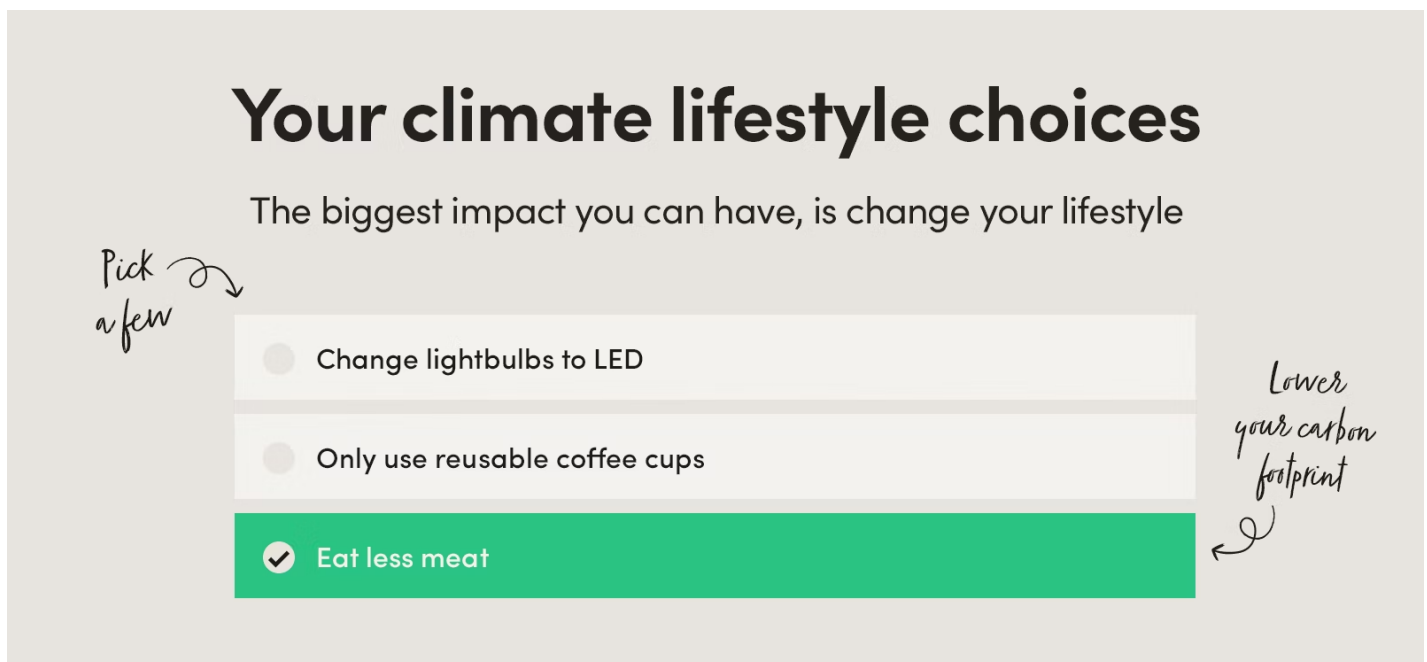 Your climate lifestyle choices
The biggest impact you can have, is change your lifestyle
Pick
a few
Change lightbulbs to LED
Only use reusable coffee cups
Eat less meat
Lower
your carbon
footprint